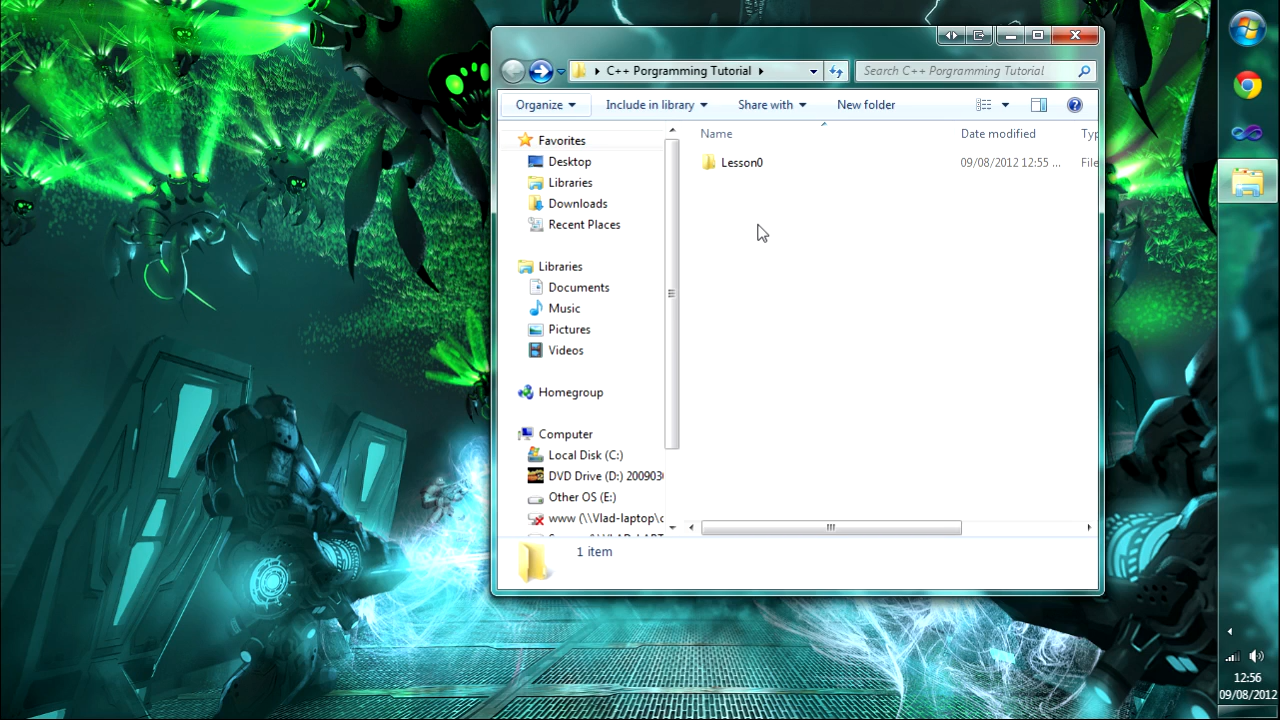 C++ Porgramming Tutorial
Search C++ Porgramming Tutorial
Organize Include in library Share with New folder
Name Date modified Typ
Lesson0 09/08/2012 12:55 ... File
Favorites
Desktop
Libraries
Downloads
Recent Places
Libraries
Documents
Music
Pictures
Videos
Homegroup
Computer
Local Disk (C:)
DVD Drive (D:) 200903
Other OS (E:)
www (\\Vlad-laptop\c
1 item
12:56
09/08/2012